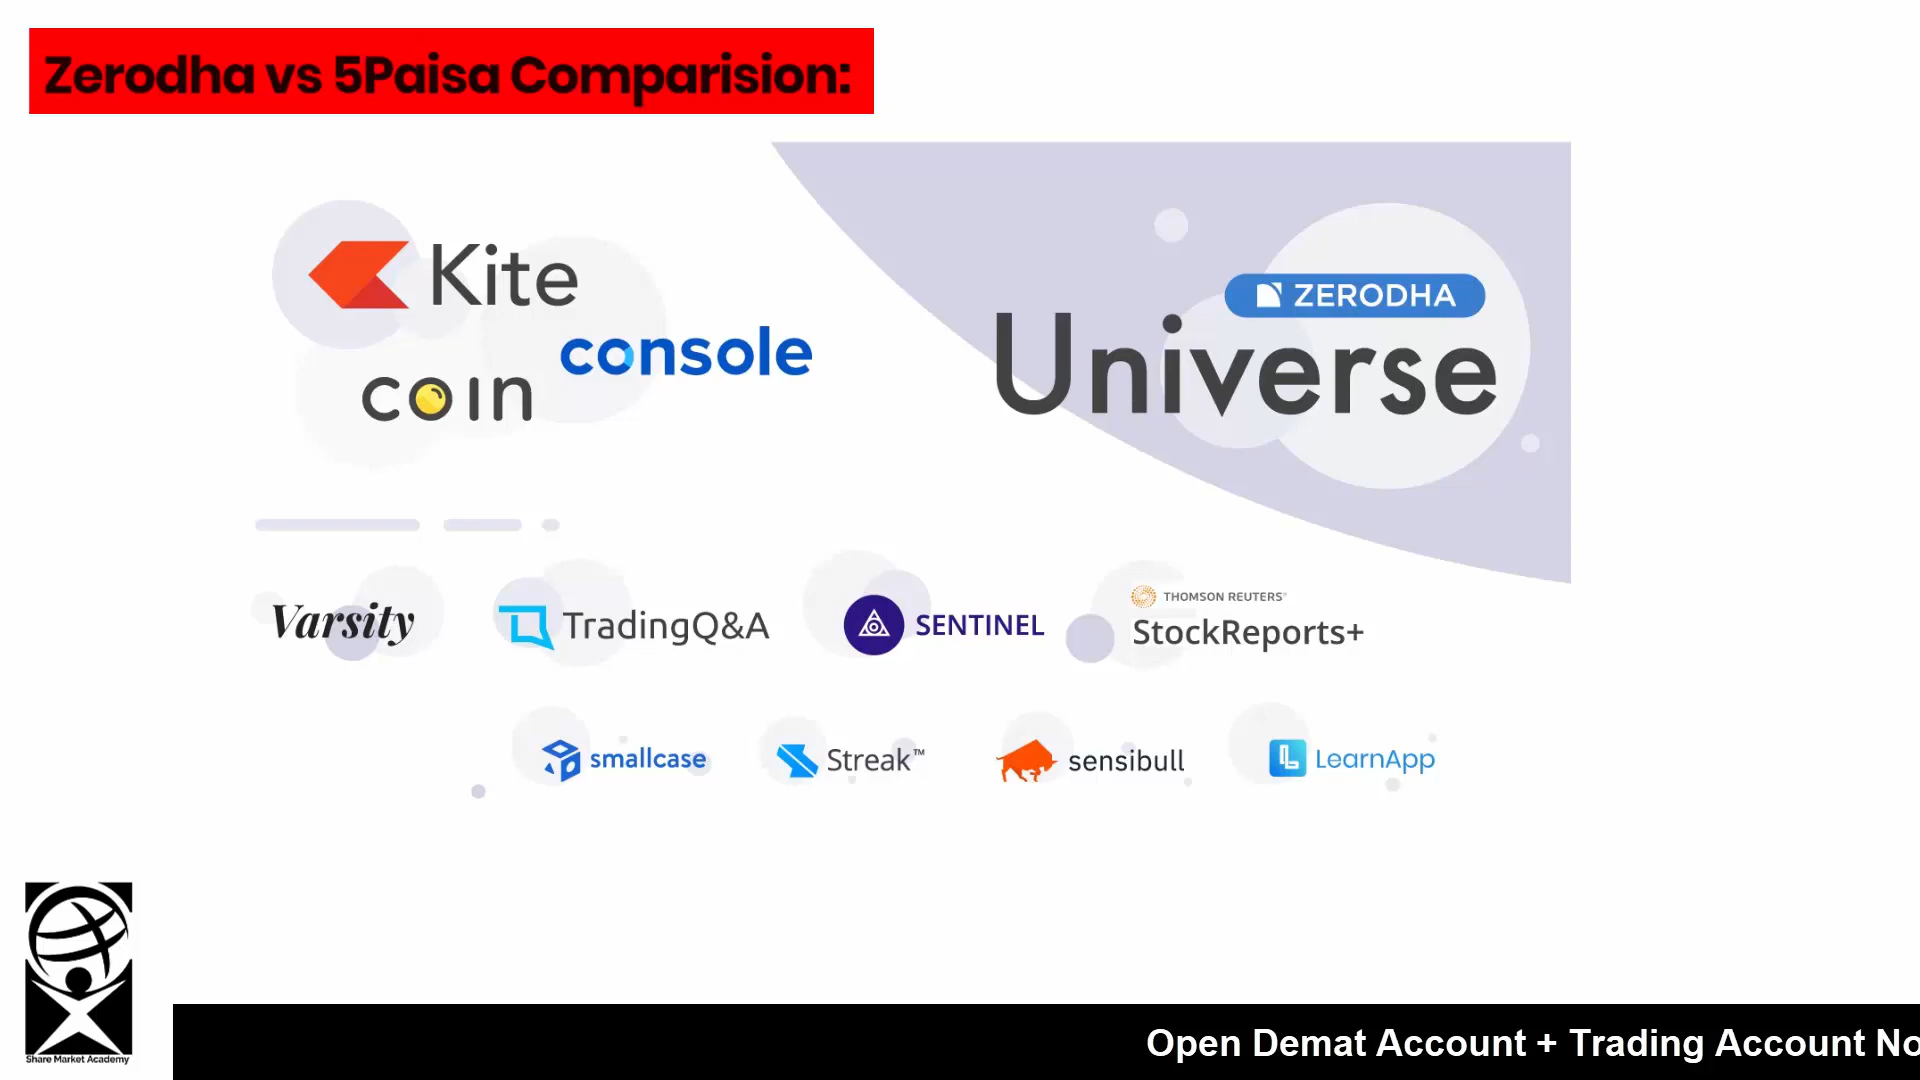 Zerodha vs 5Paisa Comparision:
Kite
console
coin
ZERODHA
Universe
Varsity
TradingQ&A
SENTINEL
THOMSON REUTERS™
StockReports+
smallcase
Streak™
sensibull
LearnApp
Share Market Academy
Open Demat Account + Trading Account No